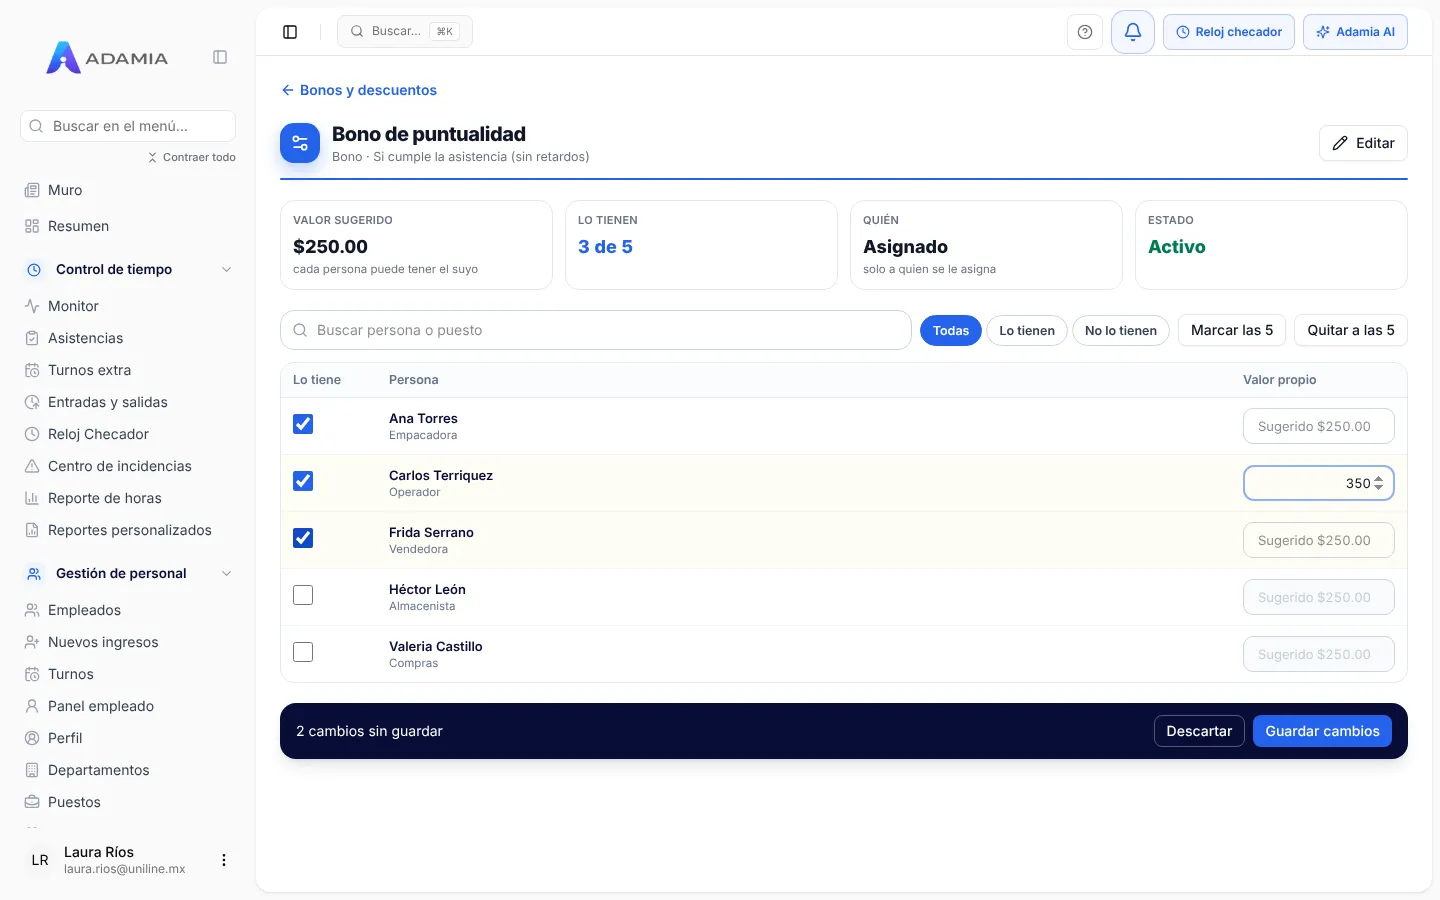 ADAMIA
Buscar en el menú...
Contraer todo
Muro
Resumen
Control de tiempo
Monitor
Asistencias
Turnos extra
Entradas y salidas
Reloj Checador
Centro de incidencias
Reporte de horas
Reportes personalizados
Gestión de personal
Empleados
Nuevos ingresos
Turnos
Panel empleado
Perfil
Departamentos
Puestos
LR
Laura Ríos
laura.rios@uniline.mx
Buscar... ⌘K
Reloj checador
Adamia AI
Bonos y descuentos
Bono de puntualidad
Bono · Si cumple la asistencia (sin retardos)
Editar
VALOR SUGERIDO
$250.00
cada persona puede tener el suyo
LO TIENEN
3 de 5
QUIÉN
Asignado
solo a quien se le asigna
ESTADO
Activo
Buscar persona o puesto
Todas
Lo tienen
No lo tienen
Marcar las 5
Quitar a las 5
Lo tiene Persona Valor propio
Ana Torres
Empacadora
Sugerido $250.00
Carlos Terriquez
Operador
350
Frida Serrano
Vendedora
Sugerido $250.00
Héctor León
Almacenista
Sugerido $250.00
Valeria Castillo
Compras
Sugerido $250.00
2 cambios sin guardar
Descartar
Guardar cambios